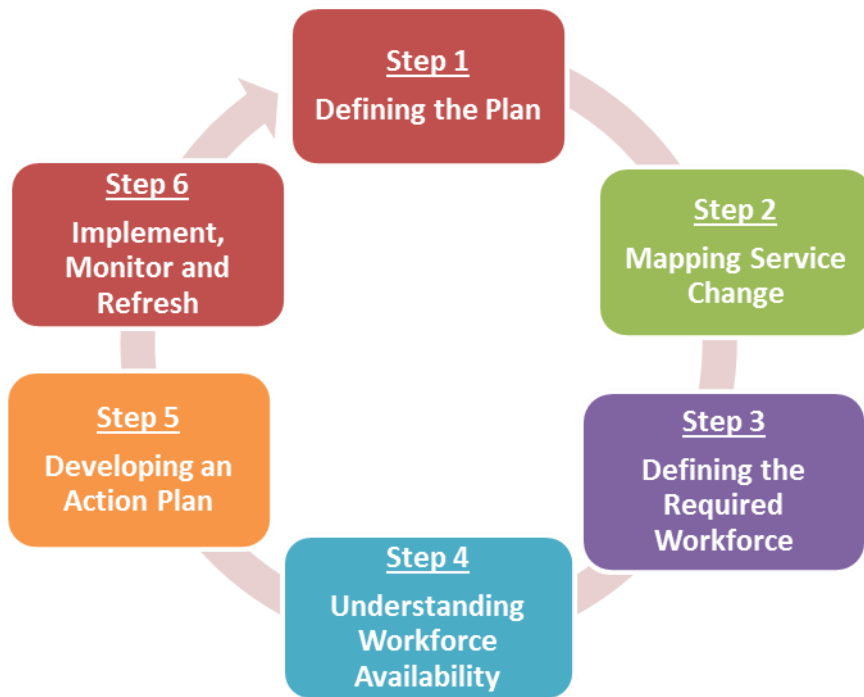 Step 1
Defining the Plan
Step 2
Mapping Service
Change
Step 3
Defining the
Required
Workforce
Step 4
Understanding
Workforce
Availability
Step 5
Developing an
Action Plan
Step 6
Implement,
Monitor and
Refresh